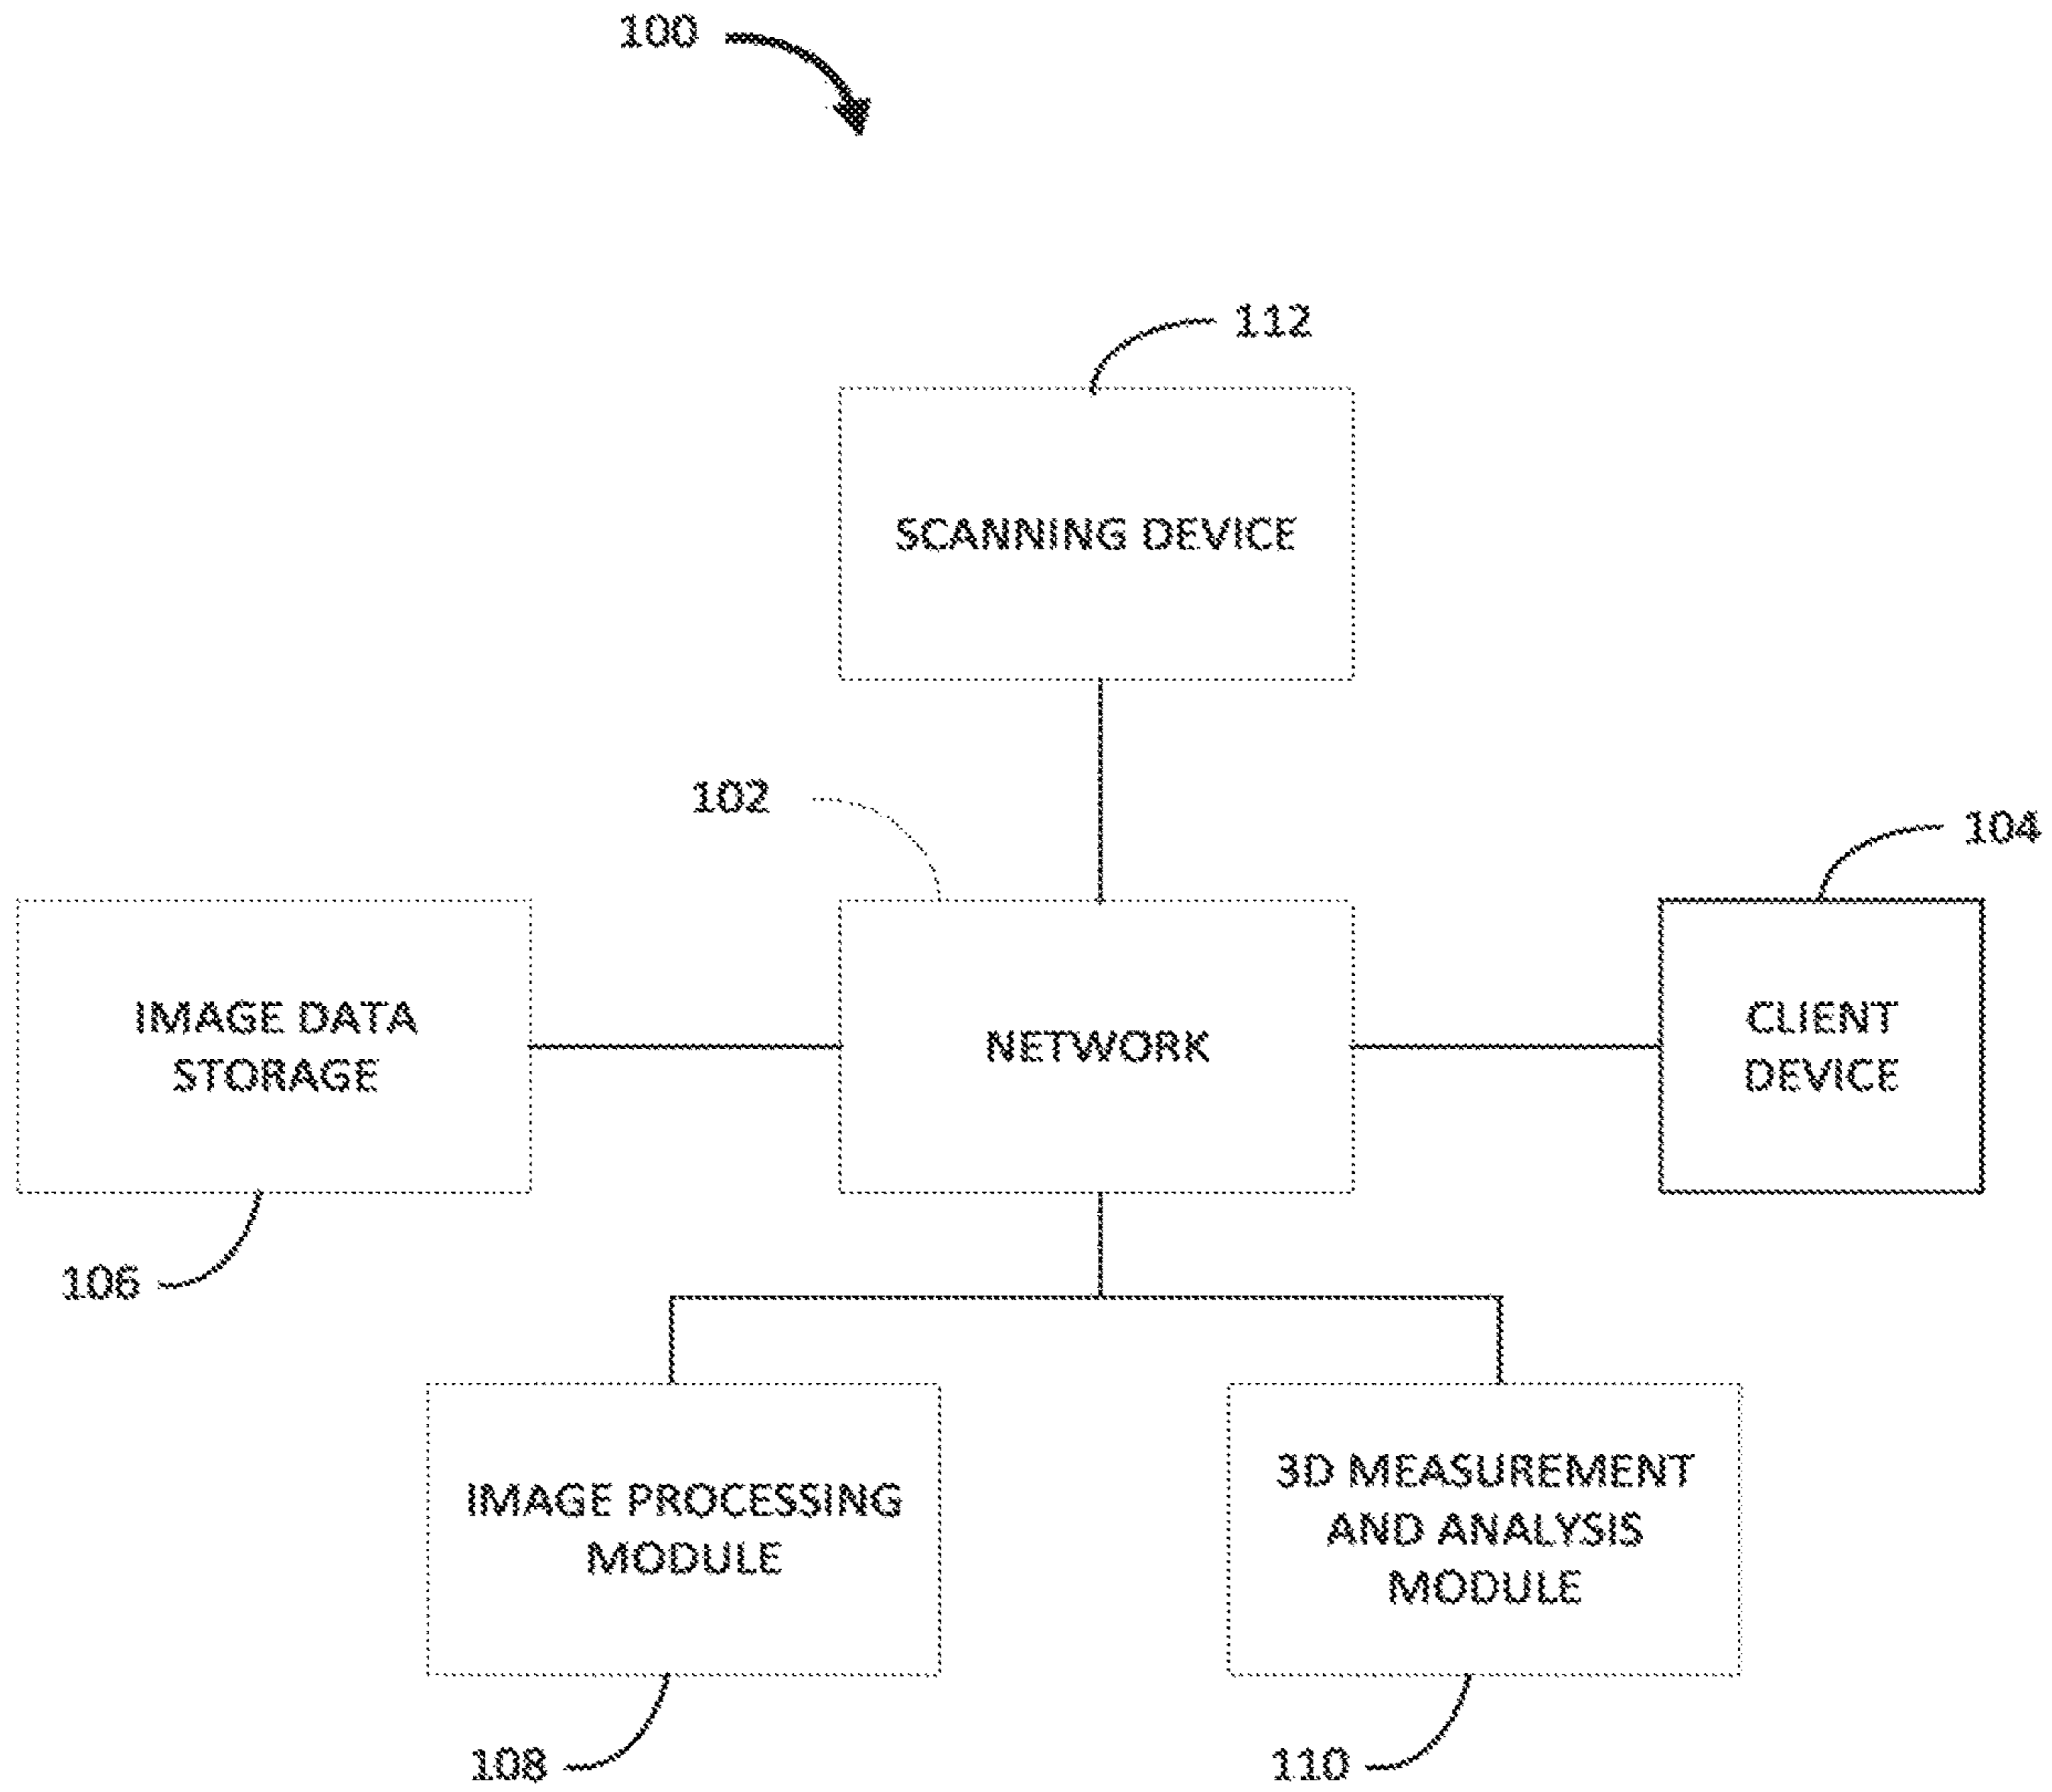 100
112
SCANNING DEVICE
102
104
IMAGE DATA
STORAGE
NETWORK
CLIENT
DEVICE
106
IMAGE PROCESSING
MODULE
3D MEASUREMENT
AND ANALYSIS
MODULE
108
110